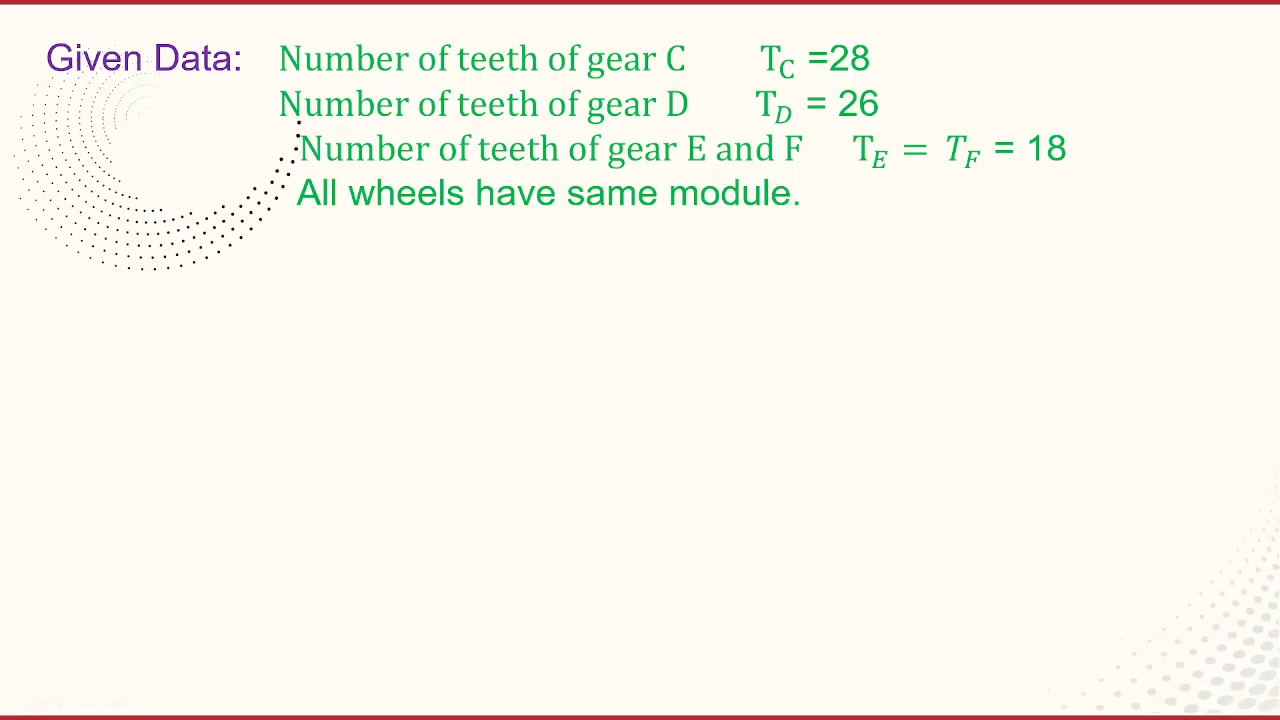 Given Data: Number of teeth of gear C T_C =28
Number of teeth of gear D T_D = 26
Number of teeth of gear E and F T_E = T_F = 18
All wheels have same module.